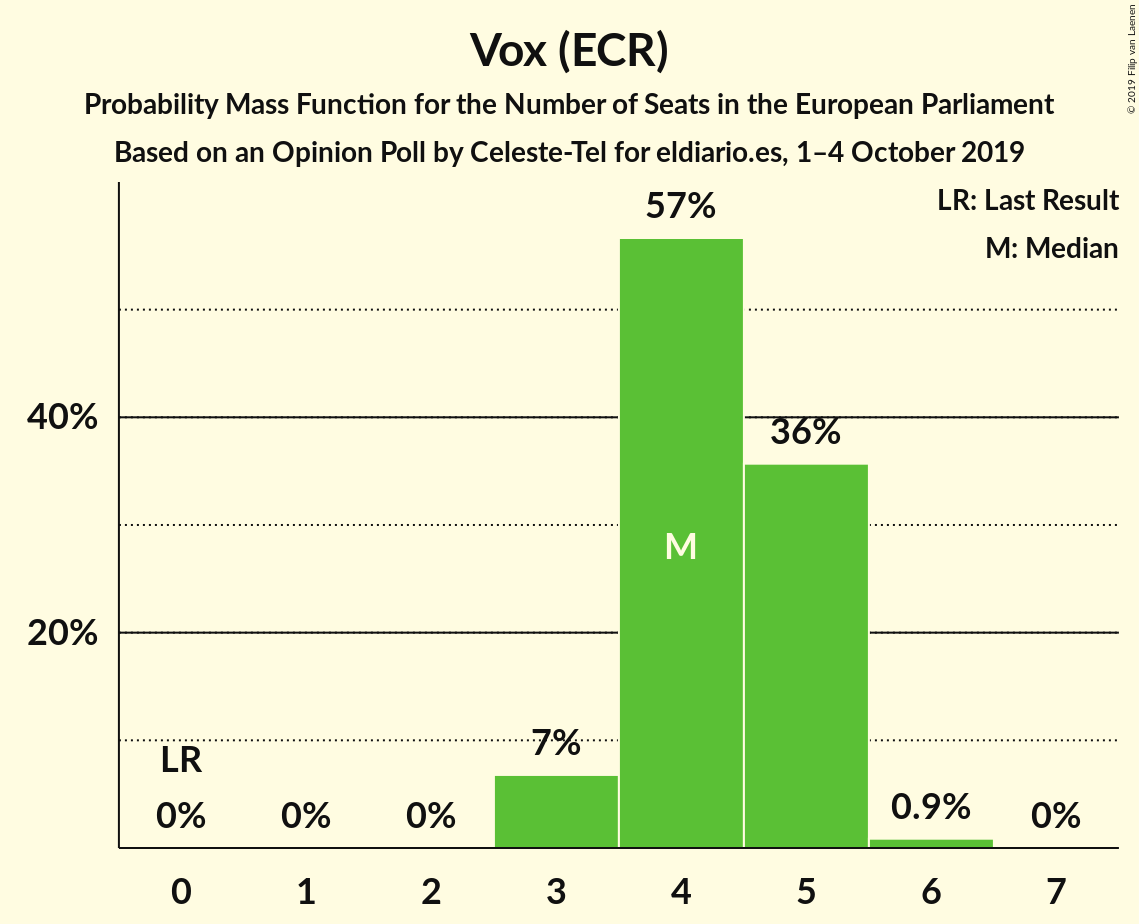 Vox (ECR)
Probability Mass Function for the Number of Seats in the European Parliament
Based on an Opinion Poll by Celeste-Tel for eldiario.es, 1–4 October 2019
© 2019 Filip van Laenen
LR: Last Result
M: Median
57%
40%
36%
M
20%
7%
LR
0%
0%
0%
0.9%
0%
0
1
2
3
4
5
6
7